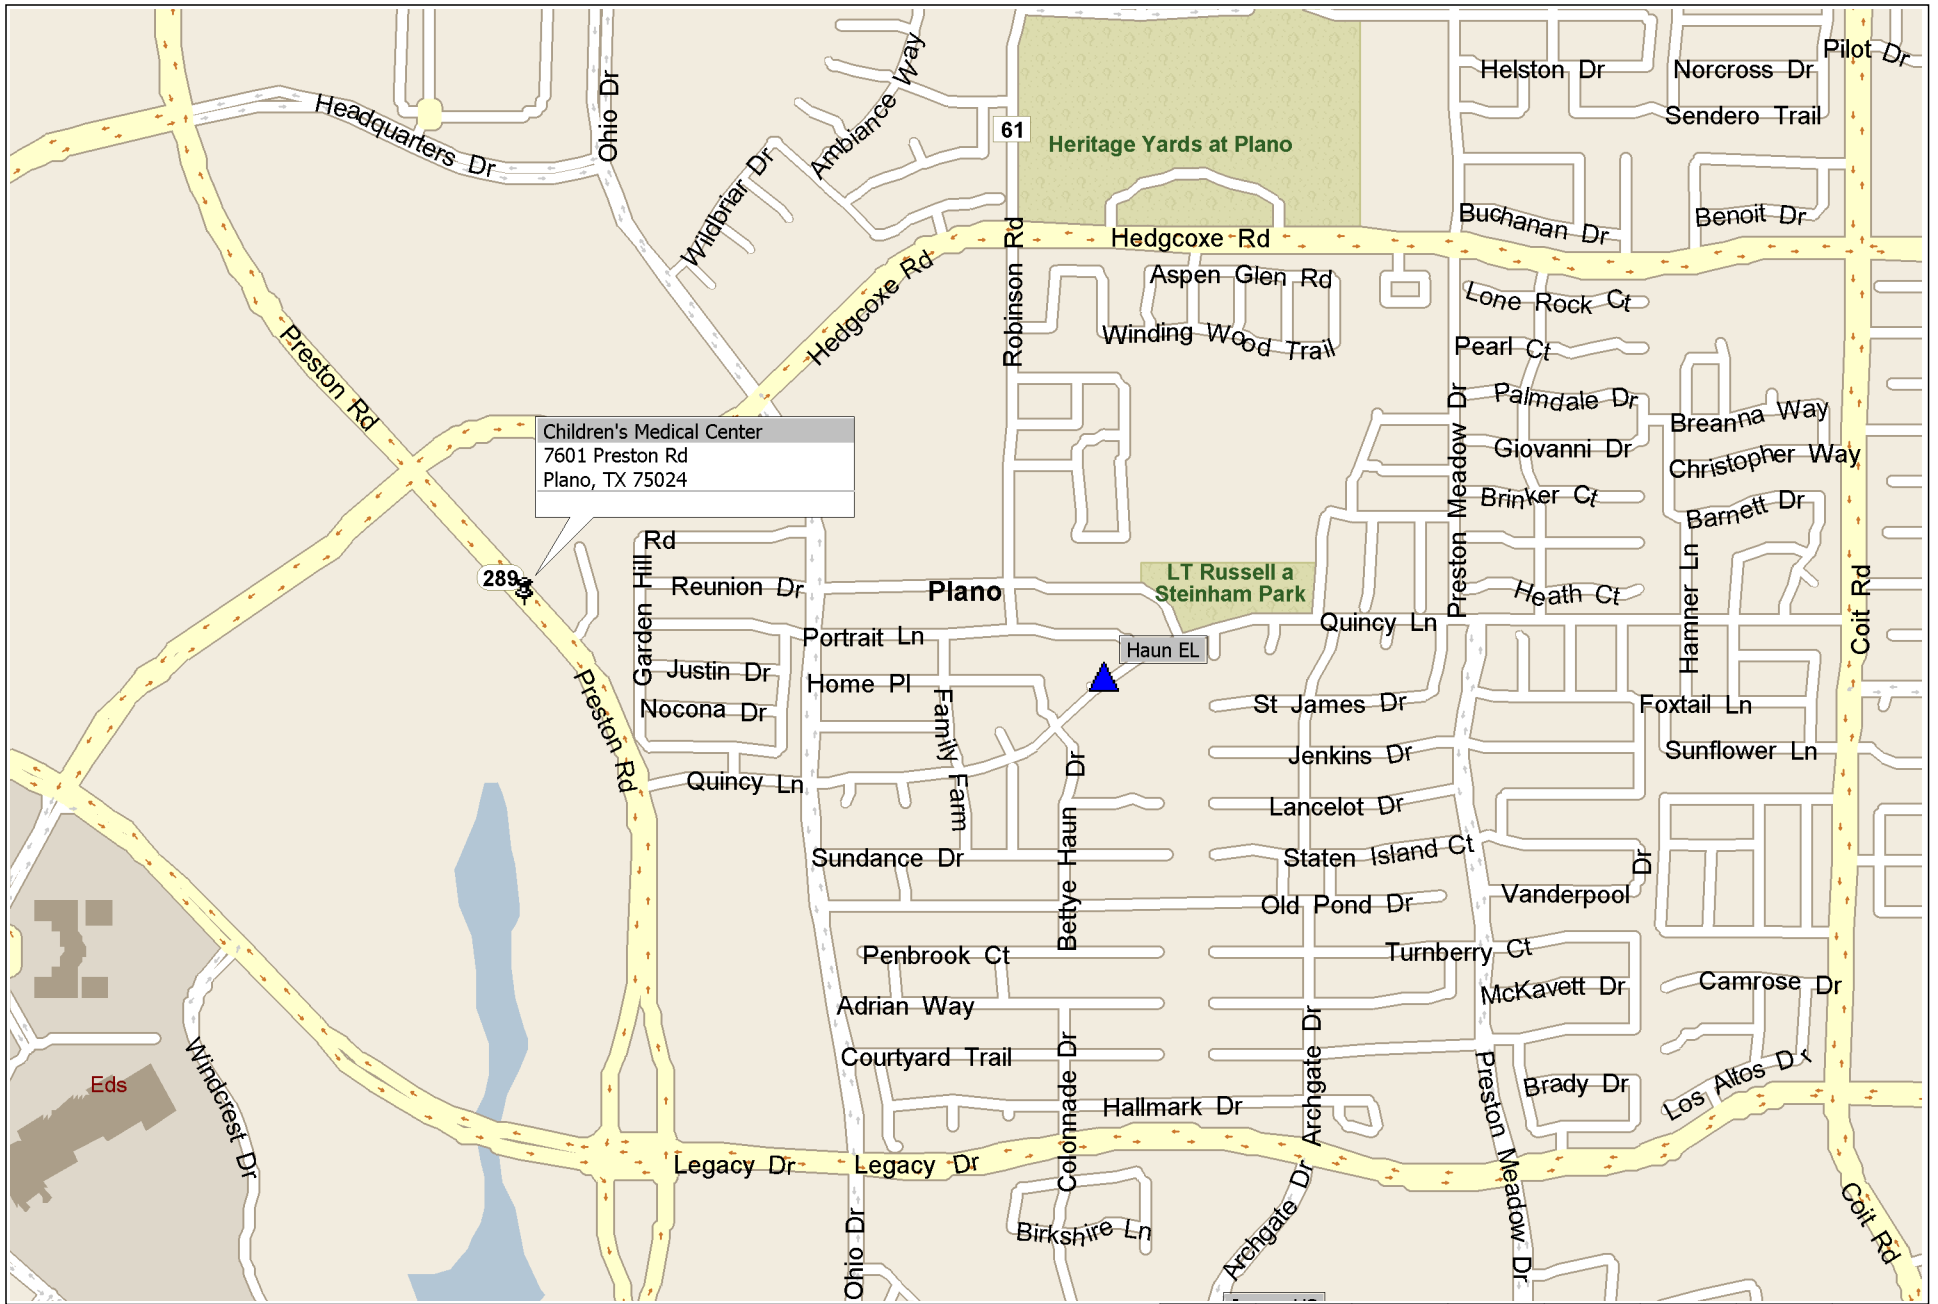 Pilot Dr
Helston Dr
Norcross Dr
Headquarters Dr
Ohio Dr
Ambiance Way
Sendero Trail
61
Heritage Yards at Plano
Wildbriar Dr
Buchanan Dr
Benoit Dr
Robinson Rd
Hedgcoxe Rd
Hedgcoxe Rd
Aspen Glen Rd
Lone Rock Ct
Preston Rd
Winding Wood Trail
Pearl Ct
Palmdale Dr
Preston Meadow Dr
Breanna Way
Children's Medical Center
7601 Preston Rd
Plano, TX 75024
Giovanni Dr
Christopher Way
Brinker Ct
Barnett Dr
Garden Hill Rd
289
Reunion Dr
Plano
LT Russell a
Steinham Park
Heath Ct
Hamner Ln
Coit Rd
Quincy Ln
Portrait Ln
Haun EL
Justin Dr
Home Pl
Preston Rd
Nocona Dr
Family Farm
St James Dr
Foxtail Ln
Jenkins Dr
Sunflower Ln
Quincy Ln
Bettye Haun Dr
Lancelot Dr
Sundance Dr
Staten Island Ct
Vanderpool Dr
Old Pond Dr
Penbrook Ct
Turnberry Ct
McKavett Dr
Camrose Dr
Adrian Way
Courtyard Trail
Colonnade Dr
Archgate Dr
Windcrest Dr
Eds
Brady Dr
Los Altos Dr
Hallmark Dr
Preston Meadow Dr
Legacy Dr
Legacy Dr
Ohio Dr
Birkshire Ln
Archgate Dr
Coit Rd